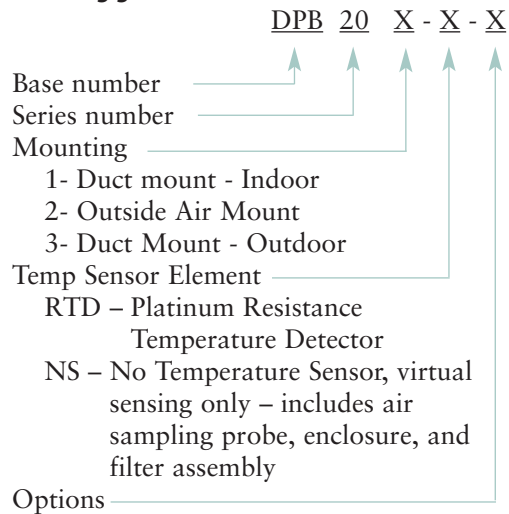 DPB 20 X - X - X
Base number
Series number
Mounting
1- Duct mount - Indoor
2- Outside Air Mount
3- Duct Mount - Outdoor
Temp Sensor Element
RTD – Platinum Resistance
Temperature Detector
NS – No Temperature Sensor, virtual
sensing only – includes air
sampling probe, enclosure, and
filter assembly
Options